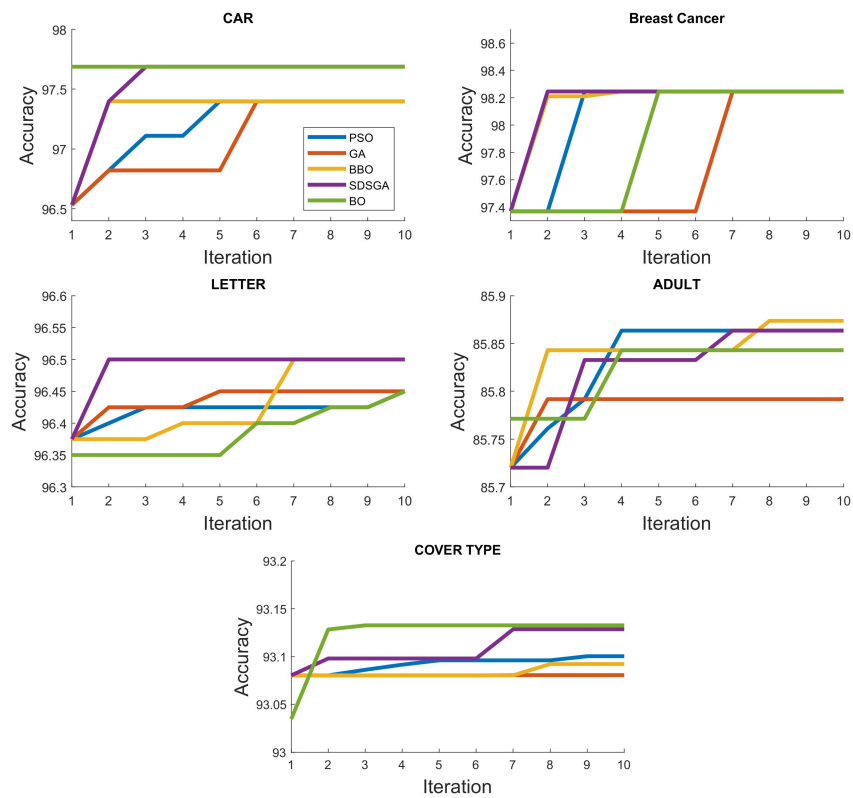 CAR
98
97.5
97
96.5
Accuracy
1 2 3 4 5 6 7 8 9 10
Iteration
PSO
GA
BBO
SDSGA
BO
Breast Cancer
98.6
98.4
98.2
98
97.8
97.6
97.4
Accuracy
1 2 3 4 5 6 7 8 9 10
Iteration
LETTER
96.6
96.55
96.5
96.45
96.4
96.35
96.3
Accuracy
1 2 3 4 5 6 7 8 9 10
Iteration
ADULT
85.9
85.85
85.8
85.75
85.7
Accuracy
1 2 3 4 5 6 7 8 9 10
Iteration
COVER TYPE
93.2
93.15
93.1
93.05
93
Accuracy
1 2 3 4 5 6 7 8 9 10
Iteration